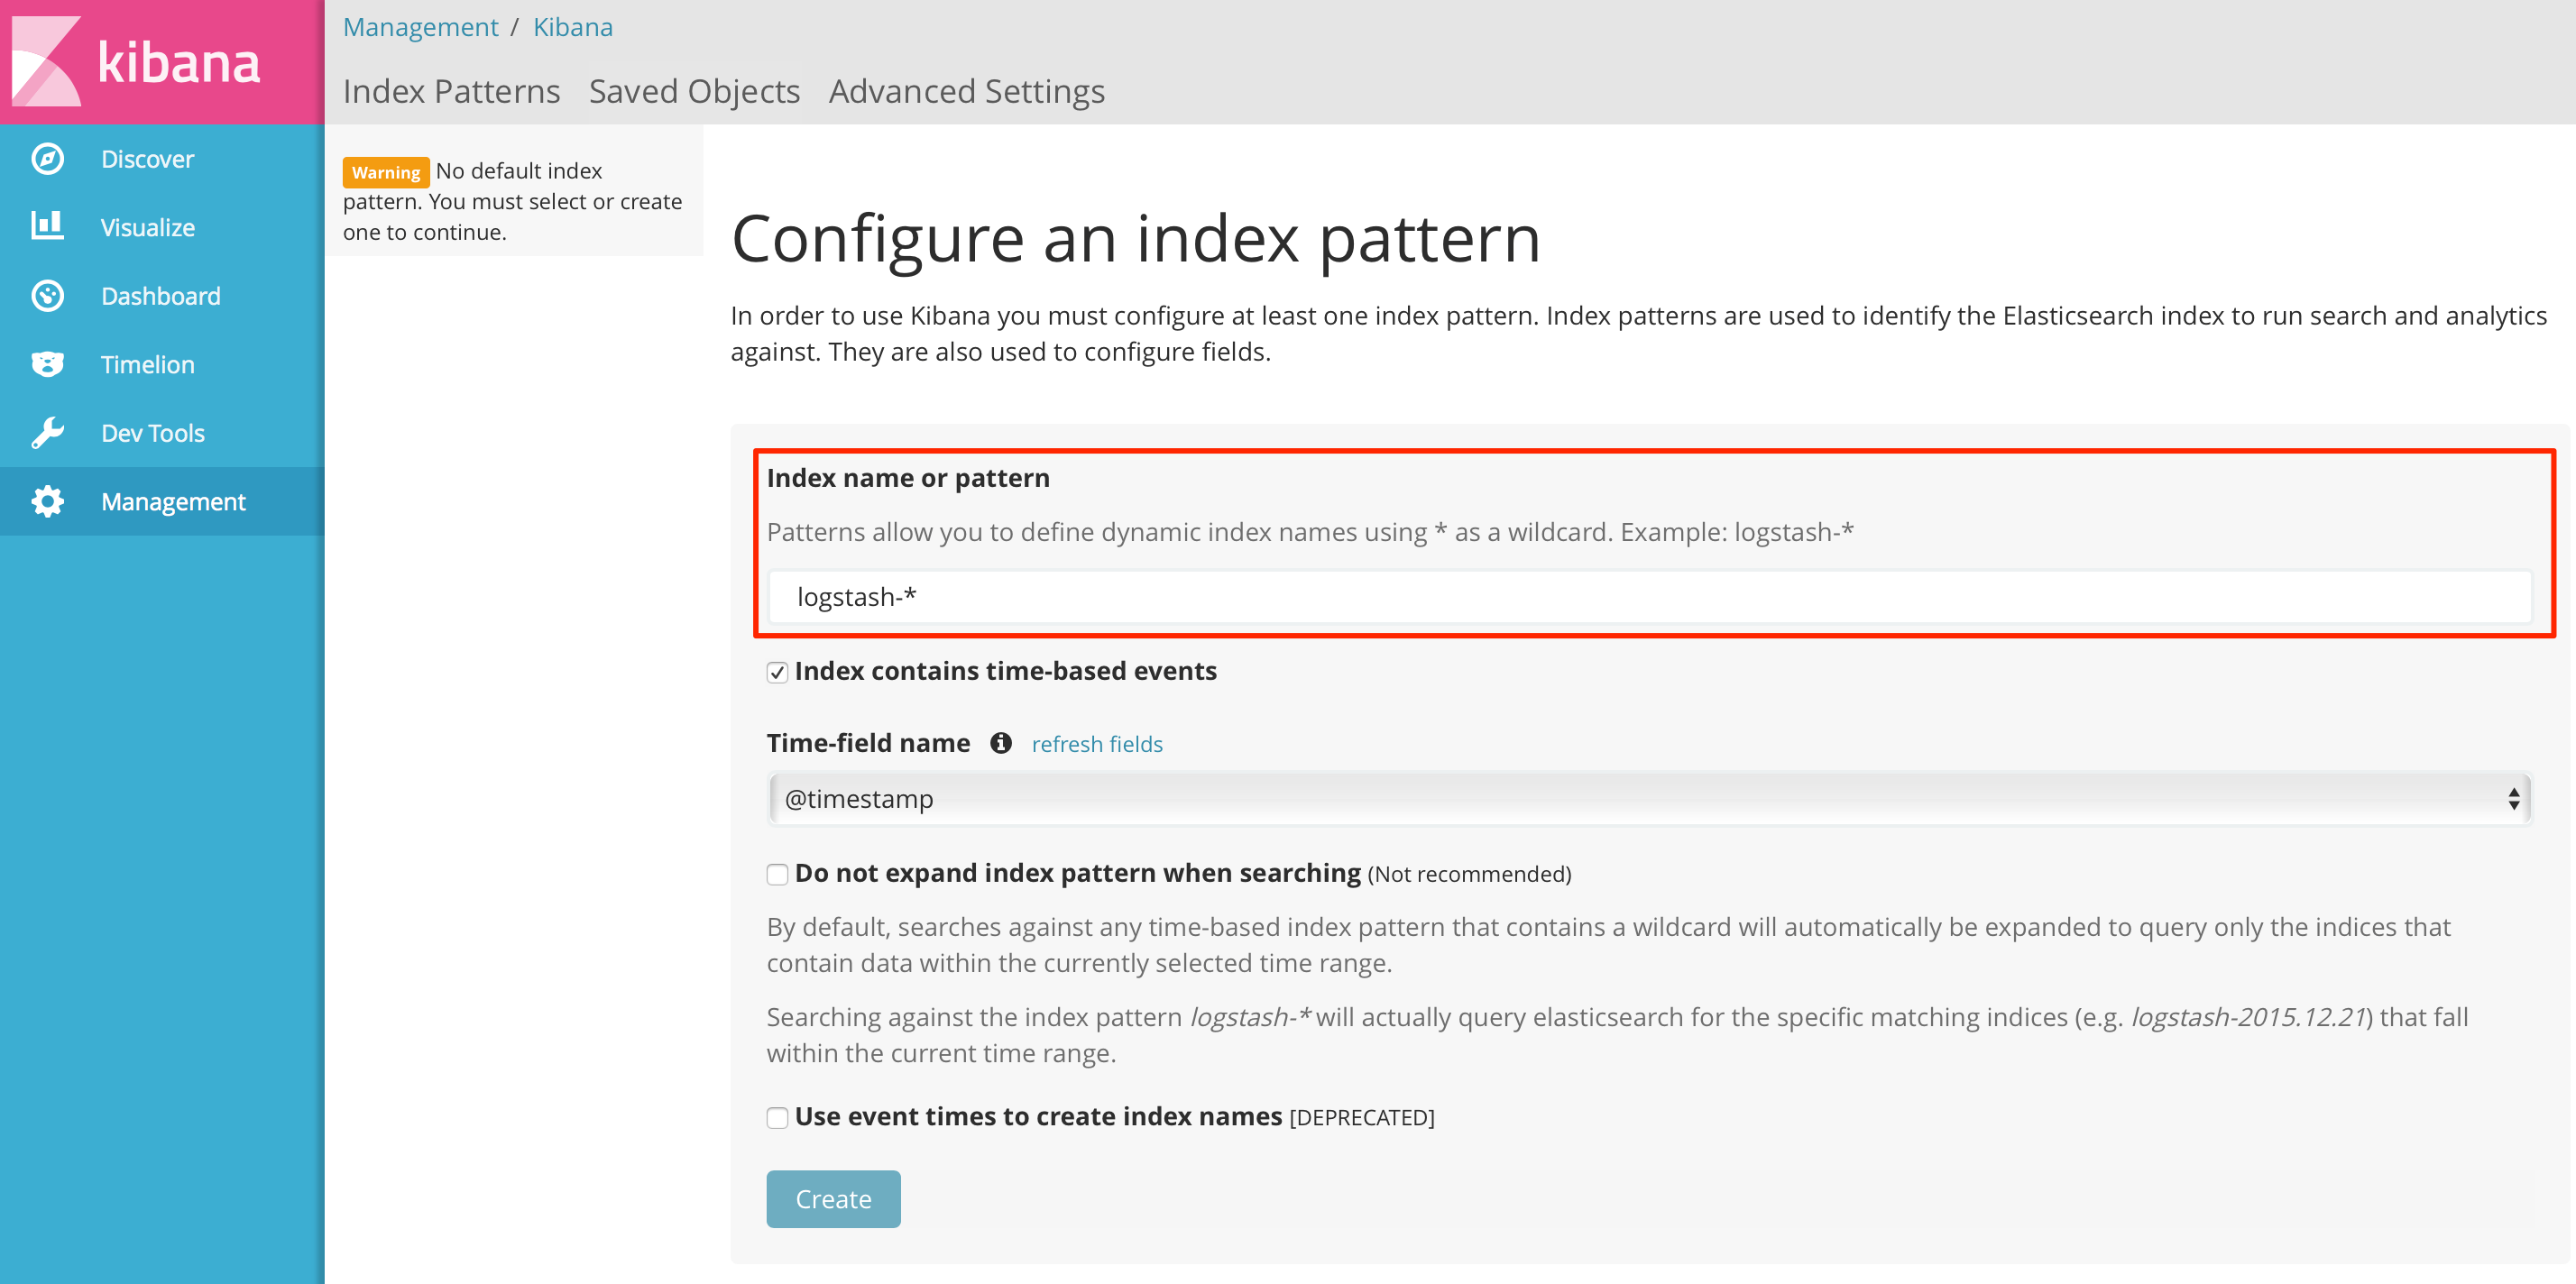 kibana
Discover
Visualize
Dashboard
Timelion
Dev Tools
Management
Management / Kibana
Index Patterns Saved Objects Advanced Settings
Warning No default index
pattern. You must select or create
one to continue.
Configure an index pattern
In order to use Kibana you must configure at least one index pattern. Index patterns are used to identify the Elasticsearch index to run search and analytics
against. They are also used to configure fields.
Index name or pattern
Patterns allow you to define dynamic index names using * as a wildcard. Example: logstash-*
logstash-*
Index contains time-based events
Time-field name refresh fields
@timestamp
Do not expand index pattern when searching (Not recommended)
By default, searches against any time-based index pattern that contains a wildcard will automatically be expanded to query only the indices that
contain data within the currently selected time range.
Searching against the index pattern logstash-* will actually query elasticsearch for the specific matching indices (e.g. logstash-2015.12.21) that fall
within the current time range.
Use event times to create index names [DEPRECATED]
Create